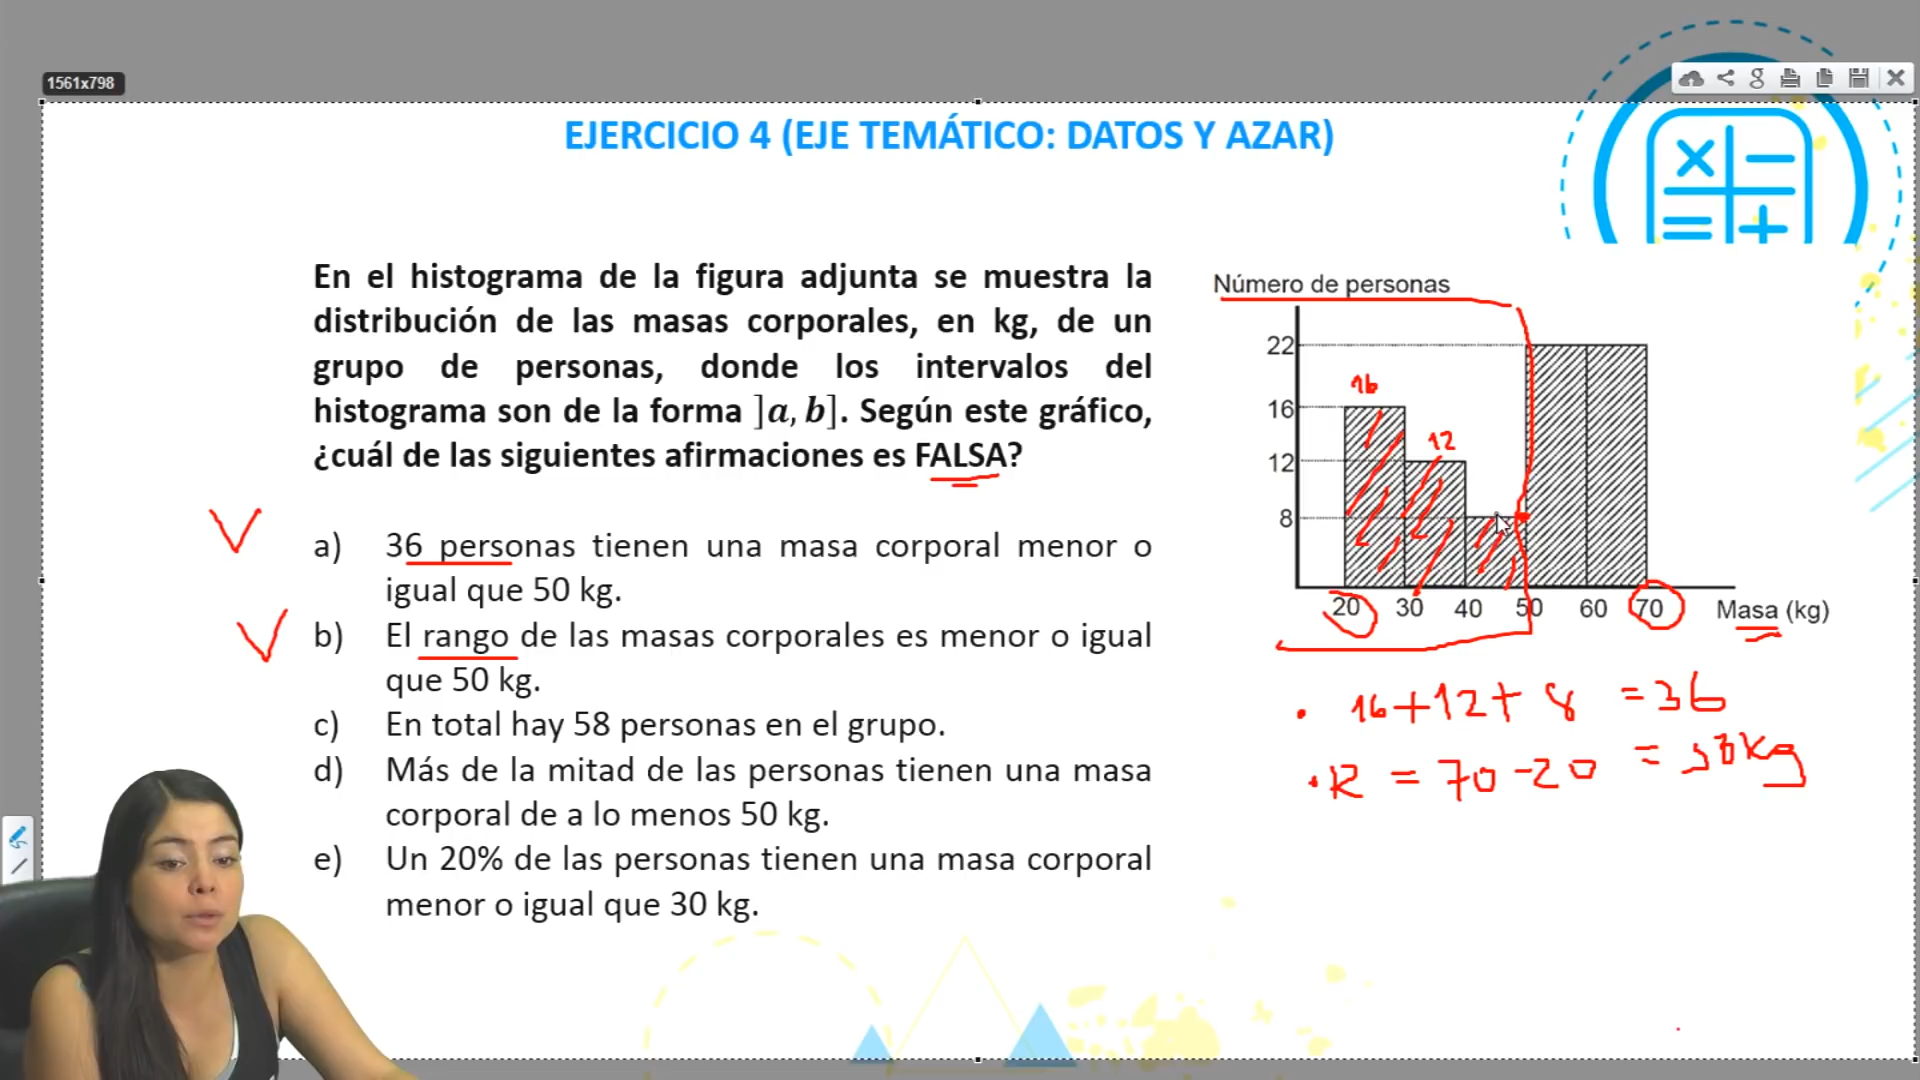 1561x798
EJERCICIO 4 (EJE TEMÁTICO: DATOS Y AZAR)
En el histograma de la figura adjunta se muestra la
distribución de las masas corporales, en kg, de un
grupo de personas, donde los intervalos del
histograma son de la forma ]a, b]. Según este gráfico,
¿cuál de las siguientes afirmaciones es FALSA?
a) 36 personas tienen una masa corporal menor o
igual que 50 kg.
b) El rango de las masas corporales es menor o igual
que 50 kg.
c) En total hay 58 personas en el grupo.
d) Más de la mitad de las personas tienen una masa
corporal de a lo menos 50 kg.
e) Un 20% de las personas tienen una masa corporal
menor o igual que 30 kg.
Número de personas
22
16
16
12
12
8
20 30 40 50 60 70 Masa (kg)
• 16+12+ 8 = 36
• R = 70 - 20 = 50kg